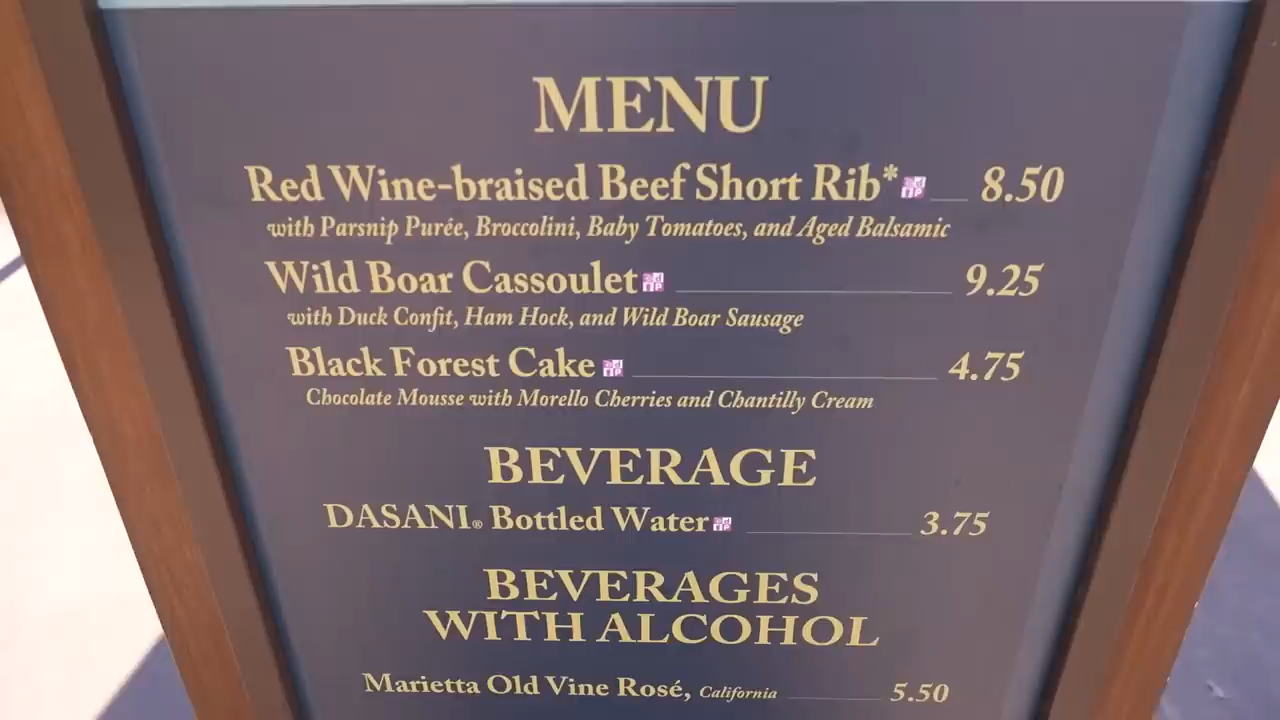 MENU
Red Wine-braised Beef Short Rib* 8.50
with Parsnip Purée, Broccolini, Baby Tomatoes, and Aged Balsamic
Wild Boar Cassoulet 9.25
with Duck Confit, Ham Hock, and Wild Boar Sausage
Black Forest Cake 4.75
Chocolate Mousse with Morello Cherries and Chantilly Cream
BEVERAGE
DASANI® Bottled Water 3.75
BEVERAGES
WITH ALCOHOL
Marietta Old Vine Rosé, California 5.50